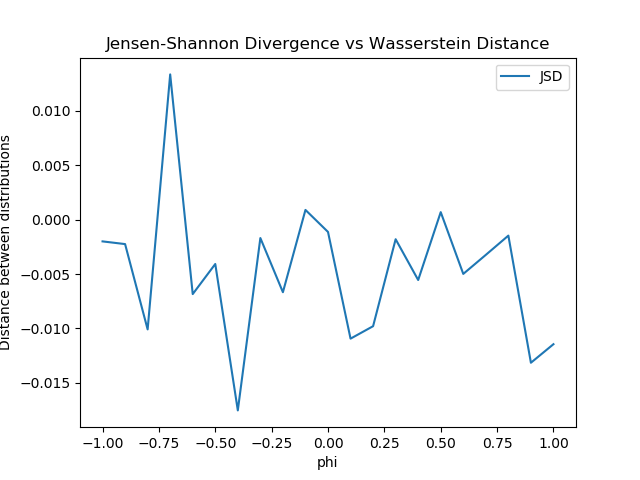 Jensen-Shannon Divergence vs Wasserstein Distance
JSD
Distance between distributions
0.010
0.005
0.000
−0.005
−0.010
−0.015
−1.00 −0.75 −0.50 −0.25 0.00 0.25 0.50 0.75 1.00
phi